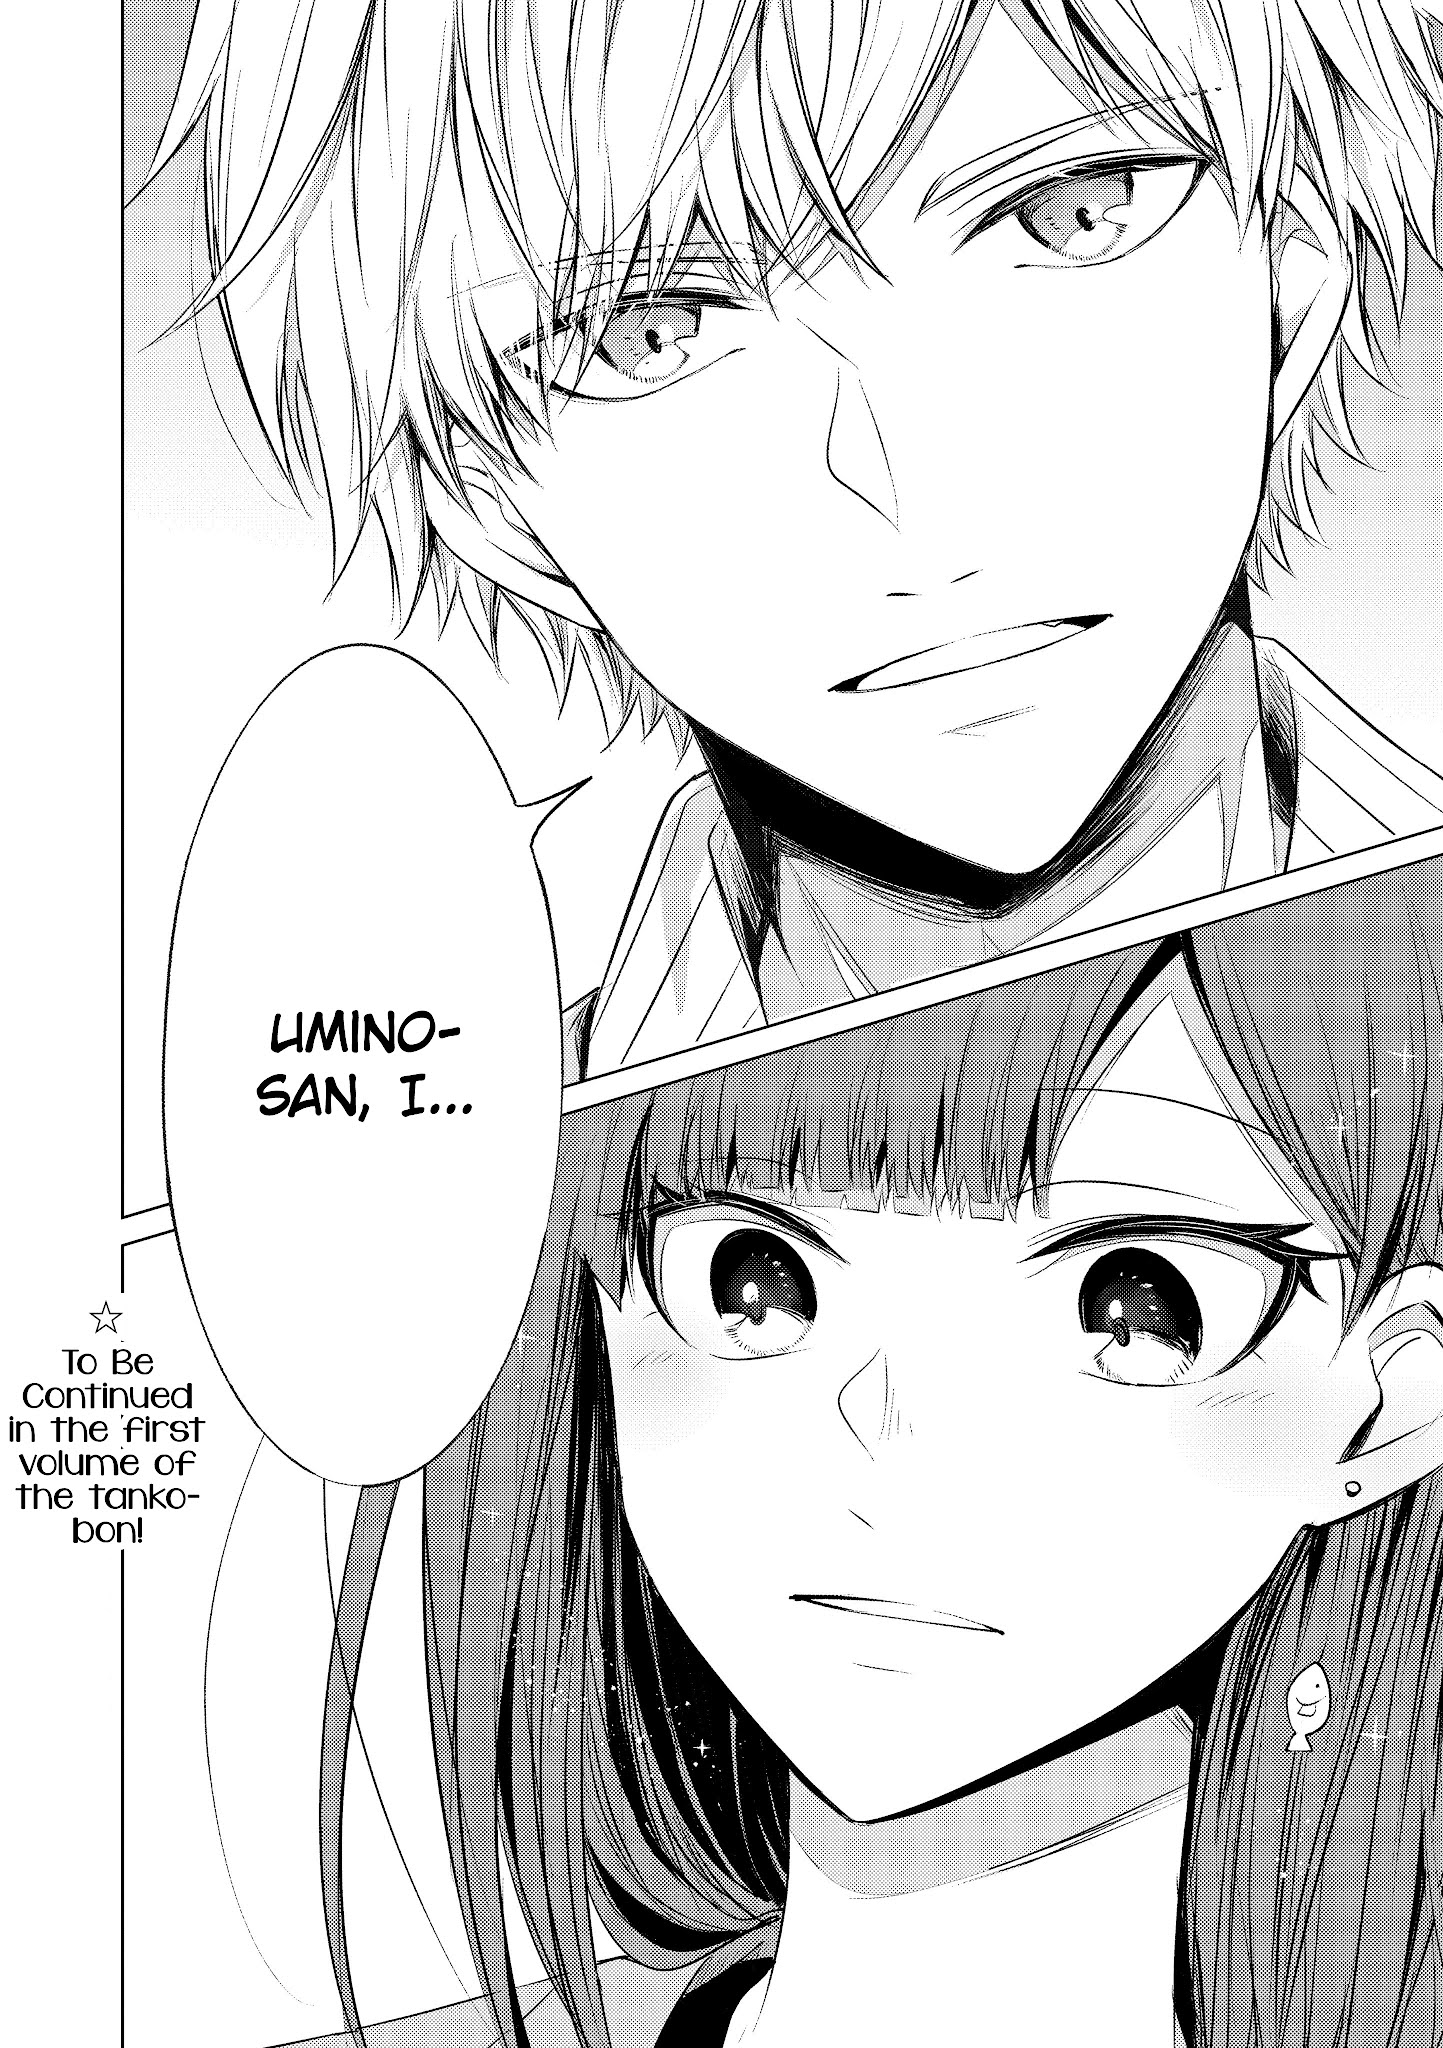 UMINO-
SAN, I...
☆
To Be
Continued
in the first
volume of
the tanko-
bon!